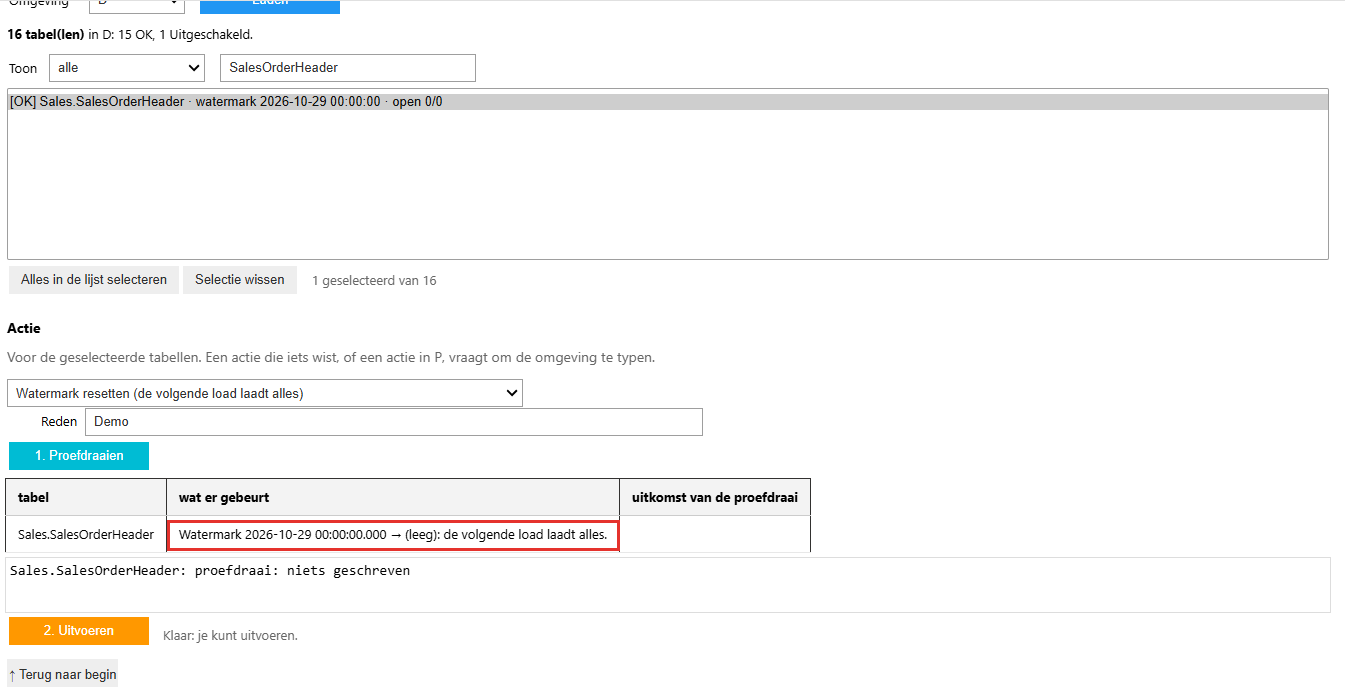 Omgeving D Laden
16 tabel(len) in D: 15 OK, 1 Uitgeschakeld.
Toon alle SalesOrderHeader
[OK] Sales.SalesOrderHeader · watermark 2026-10-29 00:00:00 · open 0/0
Alles in de lijst selecteren Selectie wissen 1 geselecteerd van 16
Actie
Voor de geselecteerde tabellen. Een actie die iets wist, of een actie in P, vraagt om de omgeving te typen.
Watermark resetten (de volgende load laadt alles)
Reden Demo
1. Proefdraaien
tabel wat er gebeurt uitkomst van de proefdraai
Sales.SalesOrderHeader Watermark 2026-10-29 00:00:00.000 → (leeg): de volgende load laadt alles.
Sales.SalesOrderHeader: proefdraai: niets geschreven
2. Uitvoeren Klaar: je kunt uitvoeren.
↑ Terug naar begin